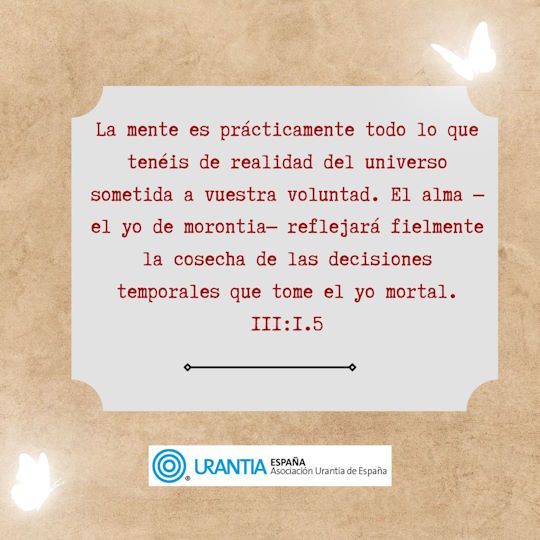 La mente es prácticamente todo lo que
tenéis de realidad del universo
sometida a vuestra voluntad. El alma —
el yo de morontia— reflejará fielmente
la cosecha de las decisiones
temporales que tome el yo mortal.
III:I.5
URANTIA ®
ESPAÑA
Asociación Urantia de España